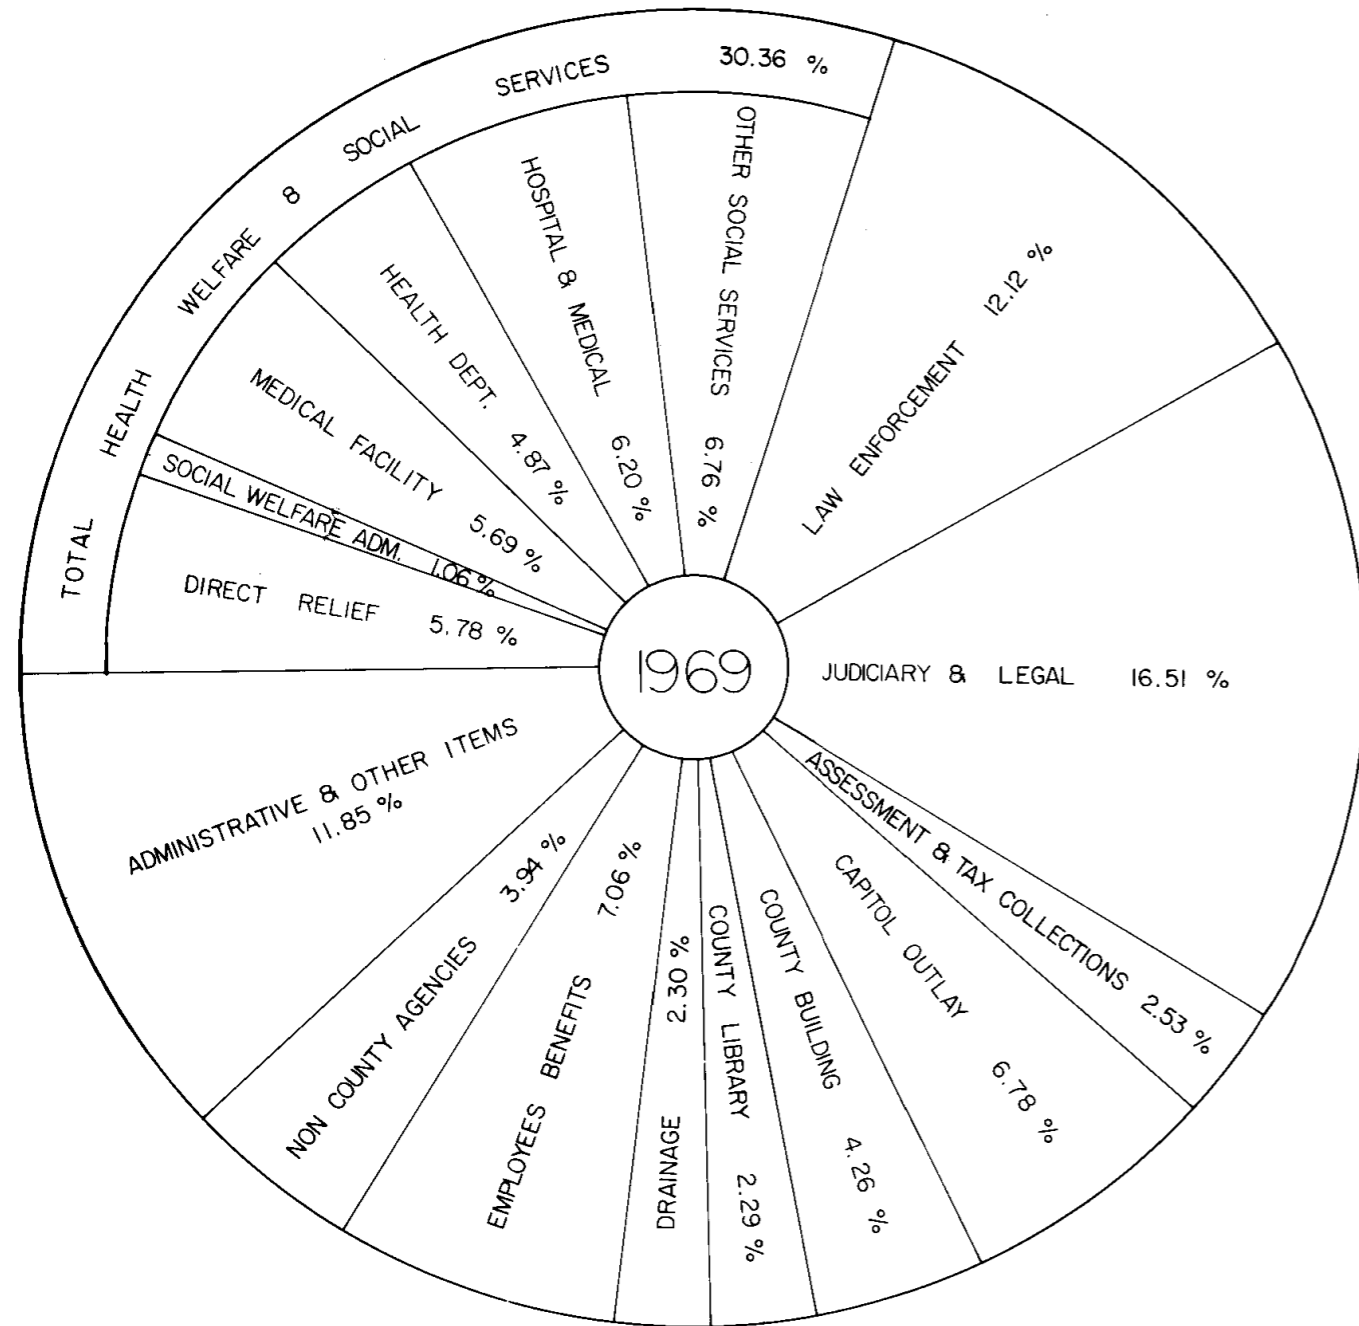 TOTAL HEALTH WELFARE & SOCIAL SERVICES 30.36 %
OTHER SOCIAL SERVICES 6.76 %
HOSPITAL & MEDICAL 6.20 %
HEALTH DEPT. 4.87 %
MEDICAL FACILITY 5.69 %
SOCIAL WELFARE ADM. 1.06 %
DIRECT RELIEF 5.78 %
LAW ENFORCEMENT 12.12 %
1969
JUDICIARY & LEGAL 16.51 %
ASSESSMENT & TAX COLLECTIONS 2.53 %
CAPITOL OUTLAY 6.78 %
COUNTY BUILDING 4.26 %
COUNTY LIBRARY 2.29 %
DRAINAGE 2.30 %
EMPLOYEES BENEFITS 7.06 %
NON COUNTY AGENCIES 3.94 %
ADMINISTRATIVE & OTHER ITEMS
11.85 %